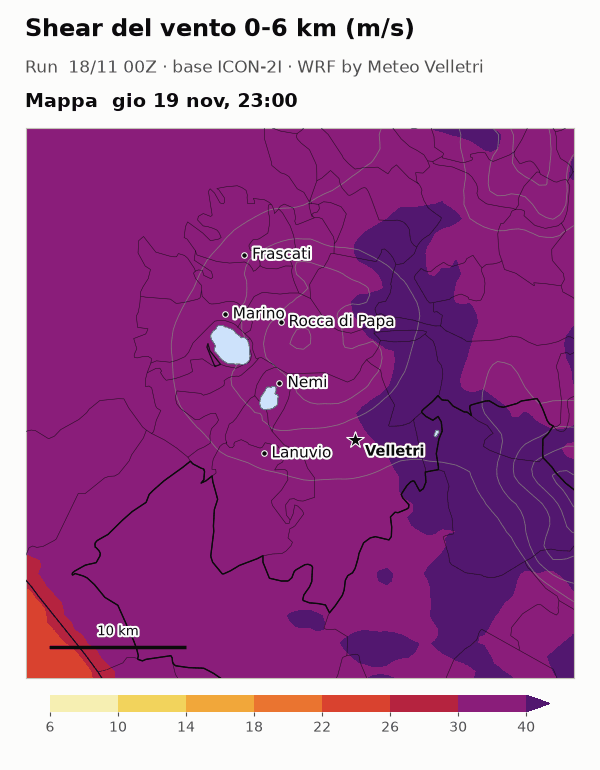 Shear del vento 0-6 km (m/s)
Run  18/11 00Z · base ICON-2I · WRF by Meteo Velletri
Mappa  gio 19 nov, 23:00
Frascati
Marino
Rocca di Papa
Nemi
Velletri
Lanuvio
10 km
6 10 14 18 22 26 30 40